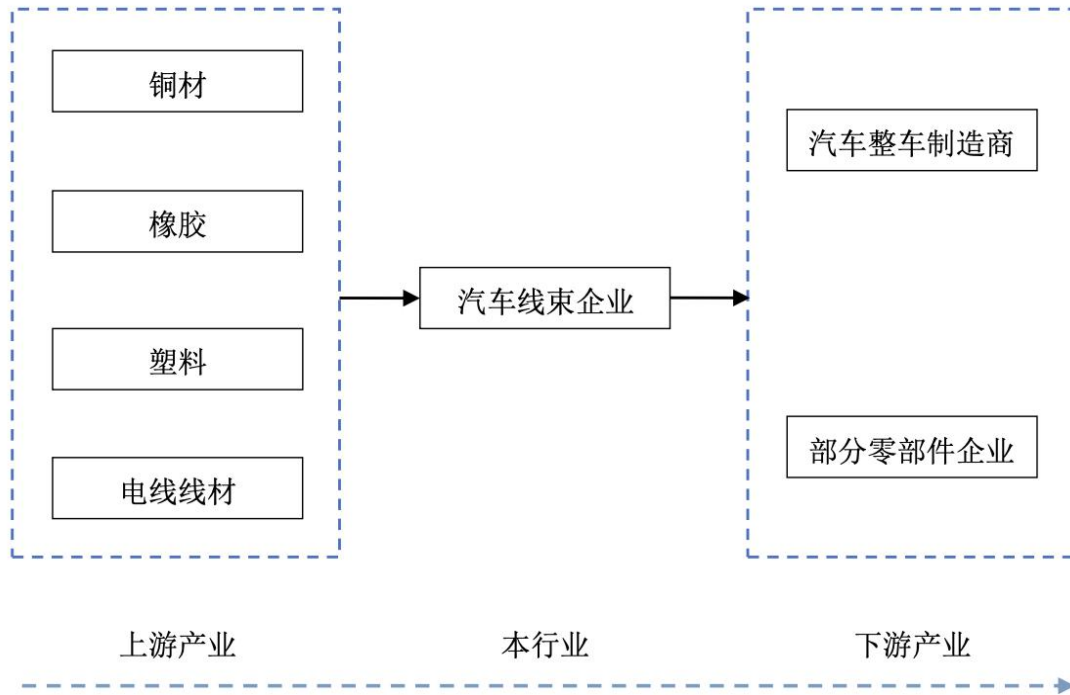 铜材
橡胶
塑料
电线线材
汽车线束企业
汽车整车制造商
部分零部件企业
上游产业
本行业
下游产业